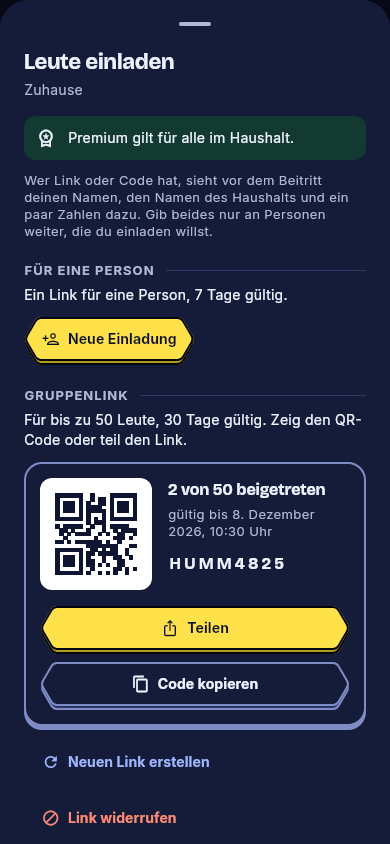 Leute einladen
Zuhause
Premium gilt für alle im Haushalt.
Wer Link oder Code hat, sieht vor dem Beitritt
deinen Namen, den Namen des Haushalts und ein
paar Zahlen dazu. Gib beides nur an Personen
weiter, die du einladen willst.
FÜR EINE PERSON
Ein Link für eine Person, 7 Tage gültig.
Neue Einladung
GRUPPENLINK
Für bis zu 50 Leute, 30 Tage gültig. Zeig den QR-
Code oder teil den Link.
2 von 50 beigetreten
gültig bis 8. Dezember
2026, 10:30 Uhr
HUMM4825
Teilen
Code kopieren
Neuen Link erstellen
Link widerrufen